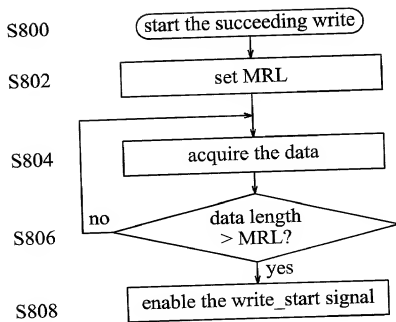 S800 start the succeeding write
S802 set MRL
S804 acquire the data
no
data length
S806 > MRL?
yes
S808 enable the write_start signal